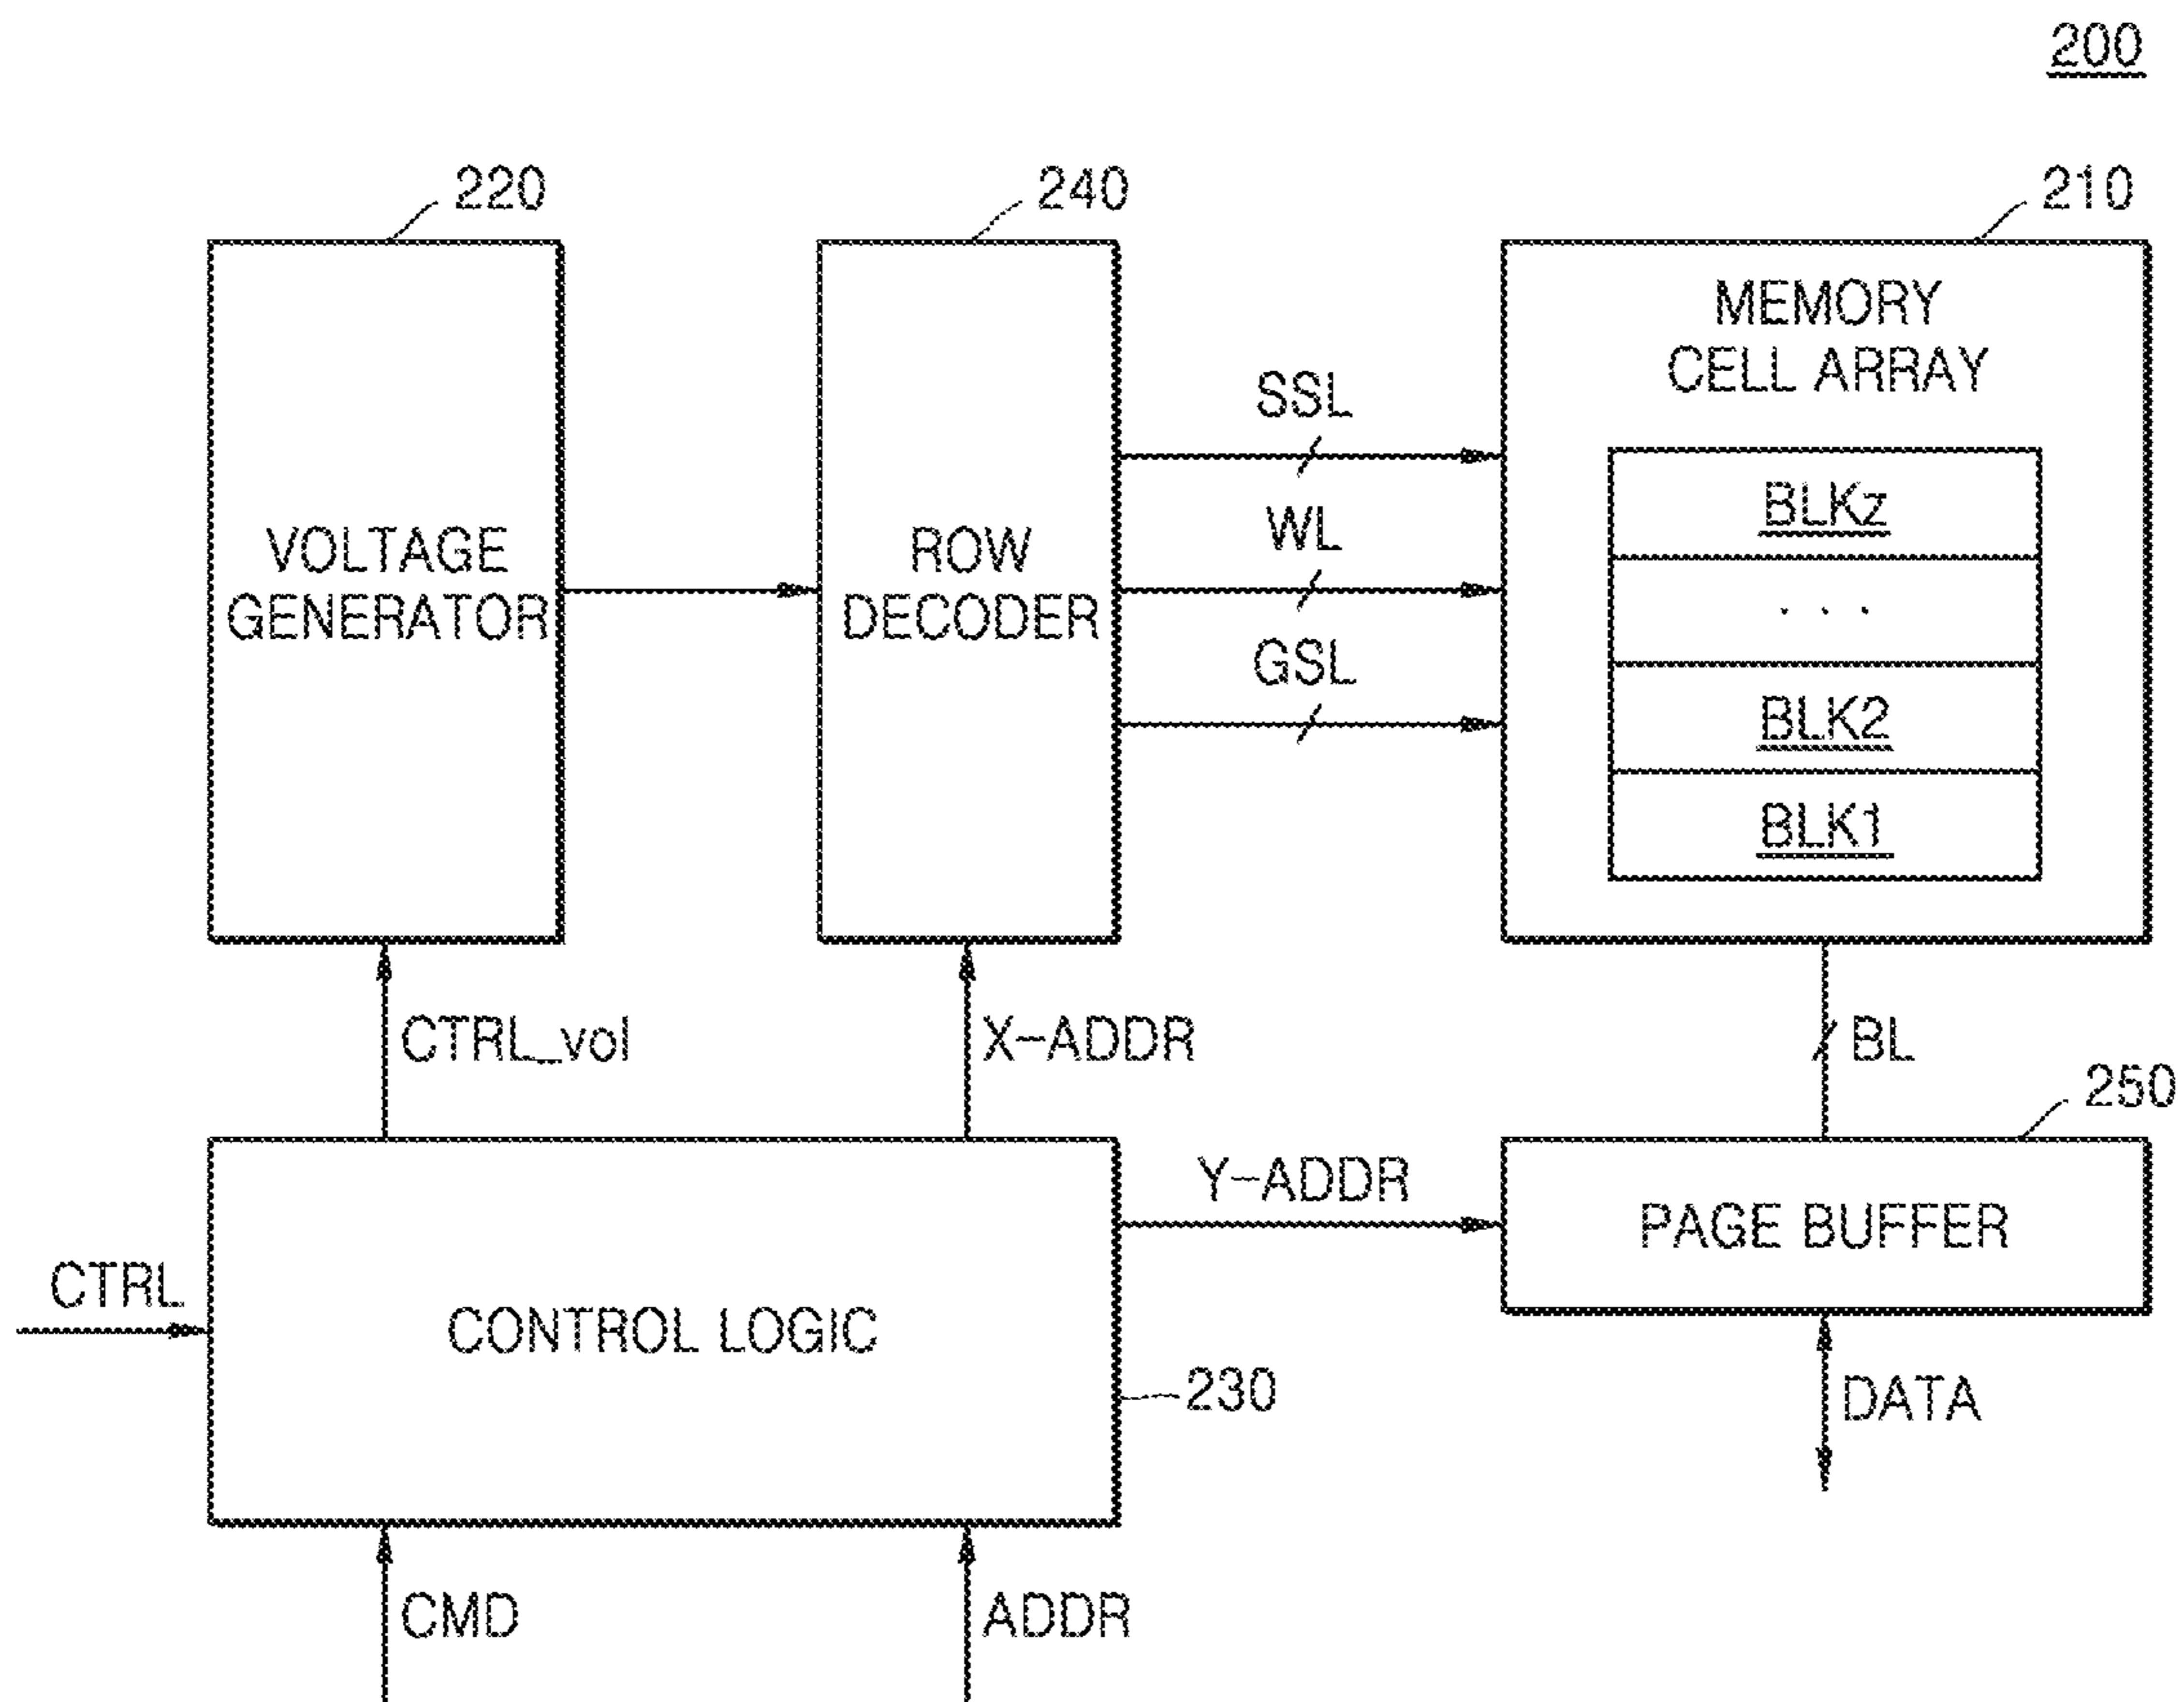 200
220
240
210
MEMORY
CELL ARRAY
SSL
BLKz
WL
VOLTAGE
GENERATOR
ROW
DECODER
. . .
GSL
BLK2
BLK1
CTRL_vol
X-ADDR
BL
250
Y-ADDR
PAGE BUFFER
CTRL
CONTROL LOGIC
230
DATA
CMD
ADDR